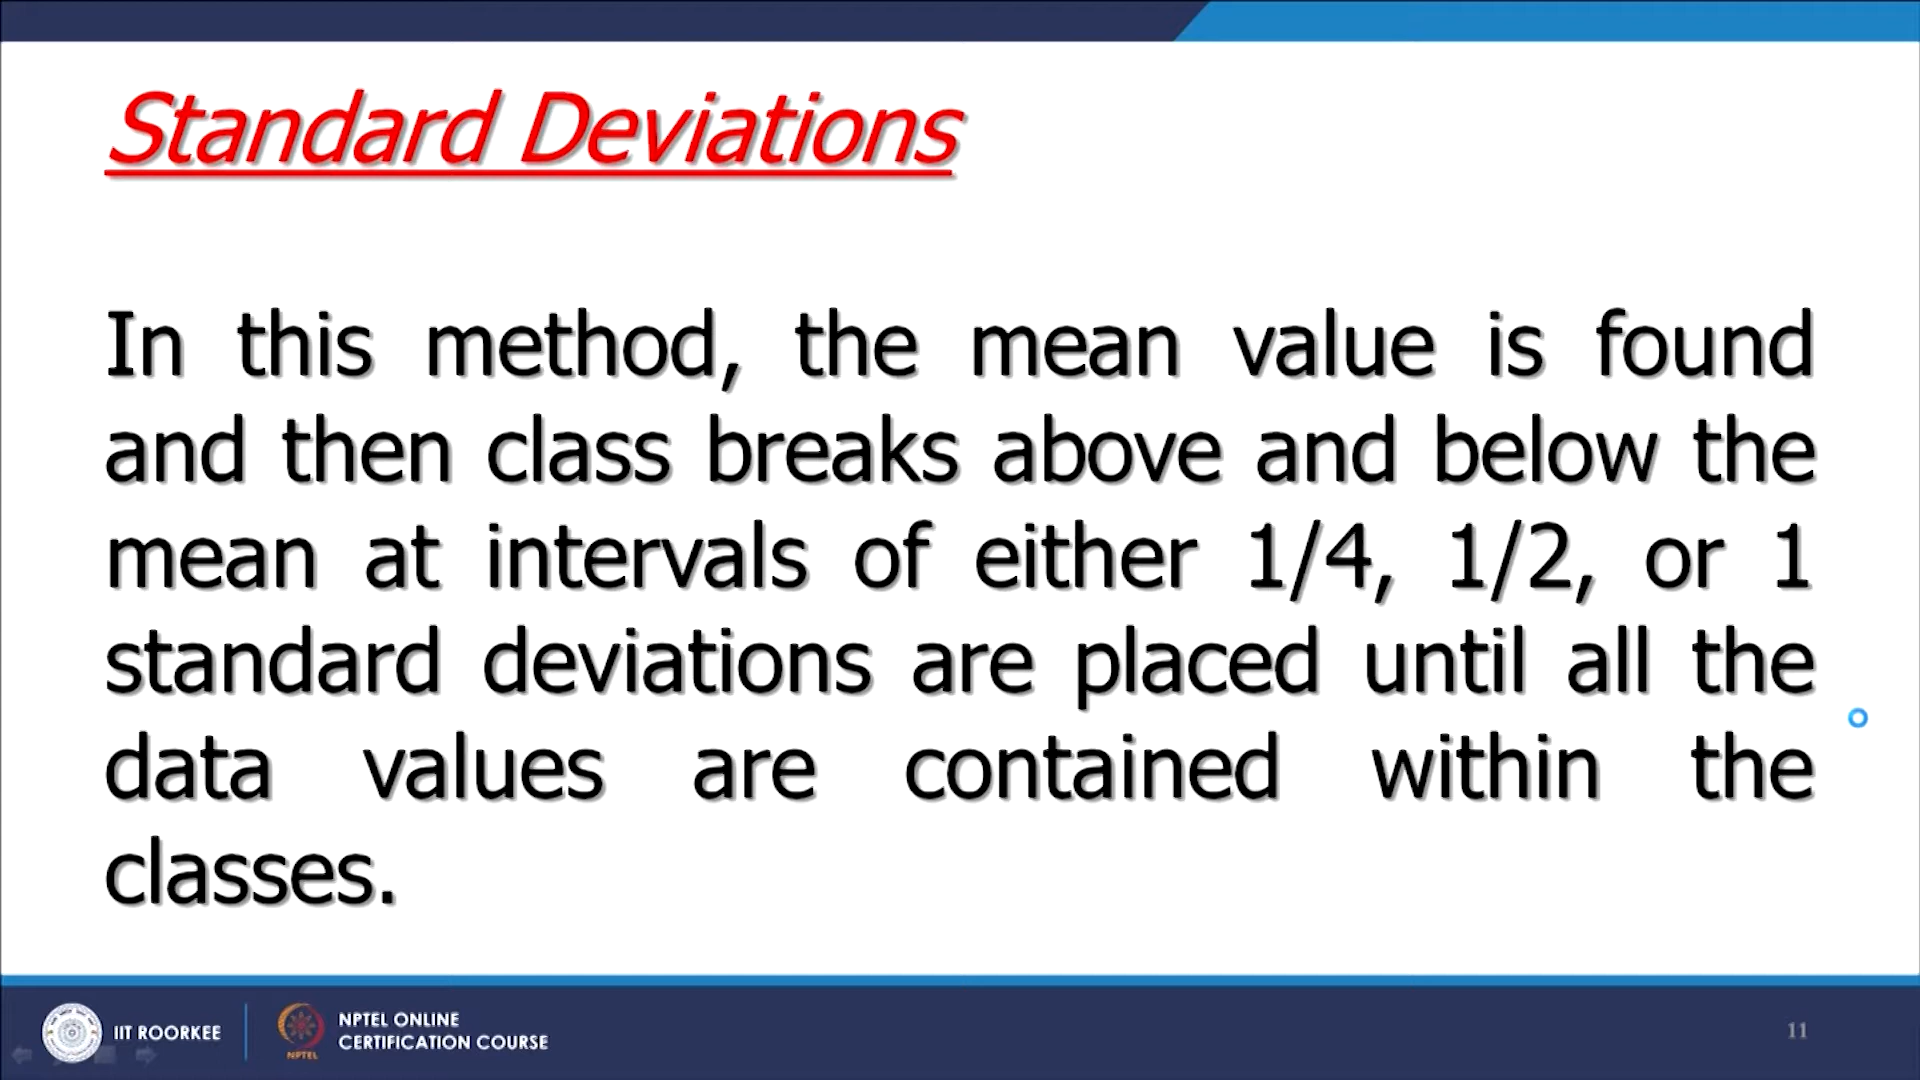 Standard Deviations
In this method, the mean value is found
and then class breaks above and below the
mean at intervals of either 1/4, 1/2, or 1
standard deviations are placed until all the
data values are contained within the
classes.
IIT ROORKEE
NPTEL
NPTEL ONLINE
CERTIFICATION COURSE
11